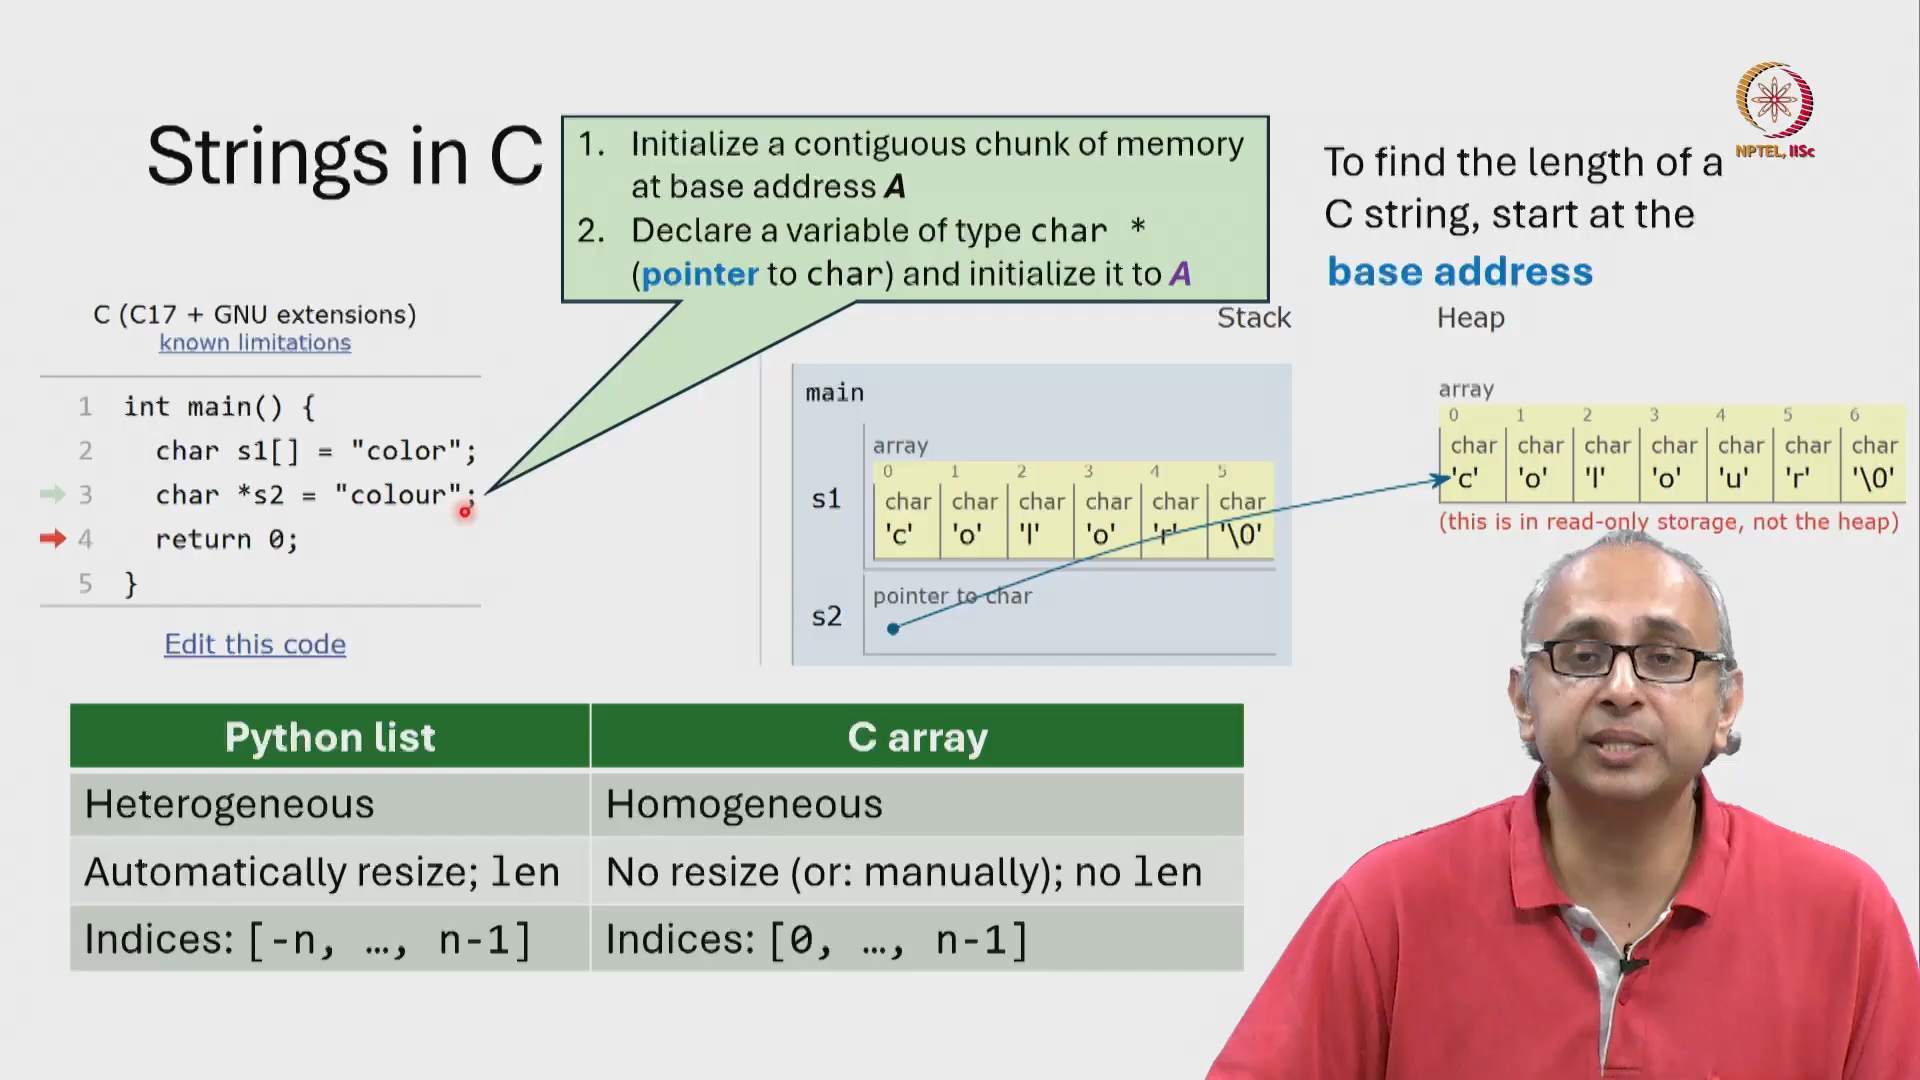 Strings in C
1. Initialize a contiguous chunk of memory
at base address A
2. Declare a variable of type char *
(pointer to char) and initialize it to A
To find the length of a
C string, start at the
base address
NPTEL, IISc
C (C17 + GNU extensions)
known limitations
1 int main() {
2 char s1[] = "color";
3 char *s2 = "colour";
4 return 0;
5 }
Edit this code
Stack
Heap
main
array
0 1 2 3 4 5
char char char char char char
s1
'c' 'o' 'l' 'o' 'r' '\0'
pointer to char
s2
array
0 1 2 3 4 5 6
char char char char char char char
'c' 'o' 'l' 'o' 'u' 'r' '\0'
(this is in read-only storage, not the heap)
Python list C array
Heterogeneous Homogeneous
Automatically resize; len No resize (or: manually); no len
Indices: [-n, …, n-1] Indices: [0, …, n-1]